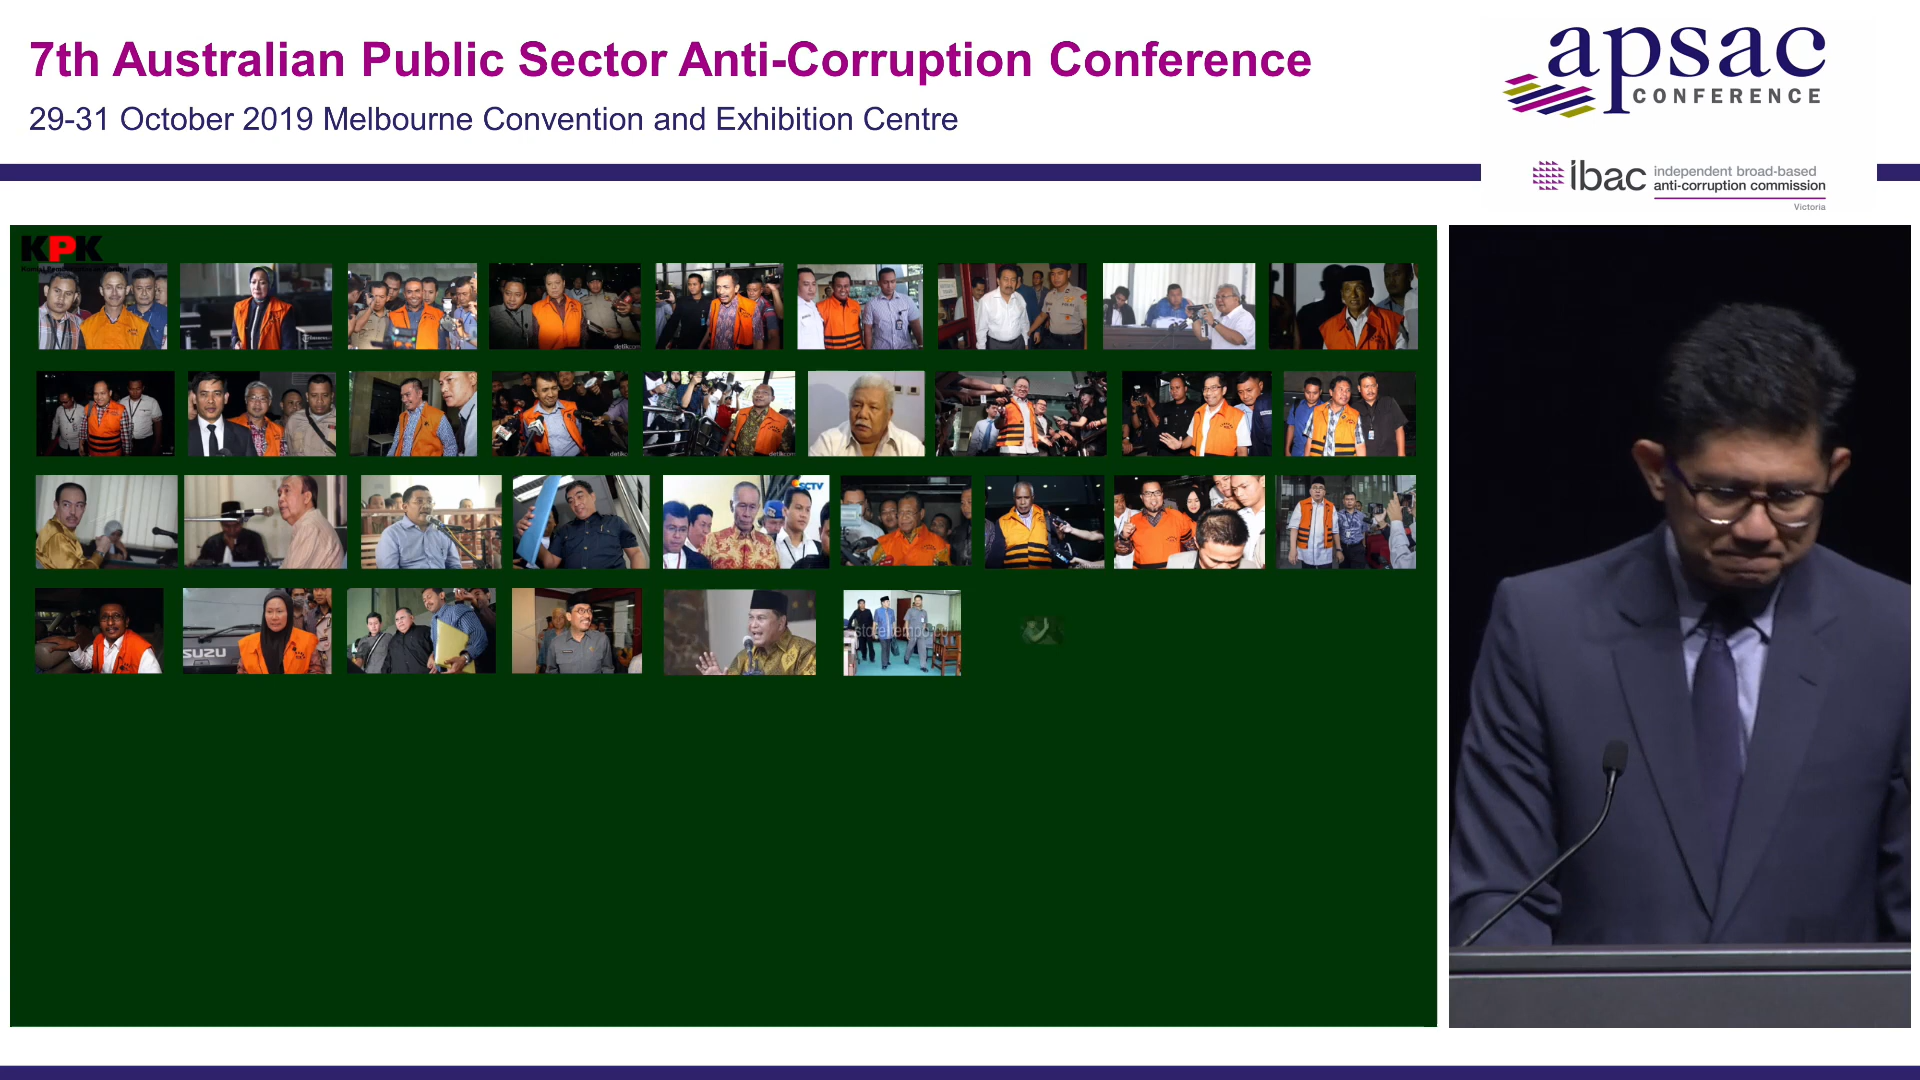 7th Australian Public Sector Anti-Corruption Conference
29-31 October 2019 Melbourne Convention and Exhibition Centre
apsac
CONFERENCE
ibac
independent broad-based
anti-corruption commission
Victoria
KPK
detikcom
SCTV
SUZU